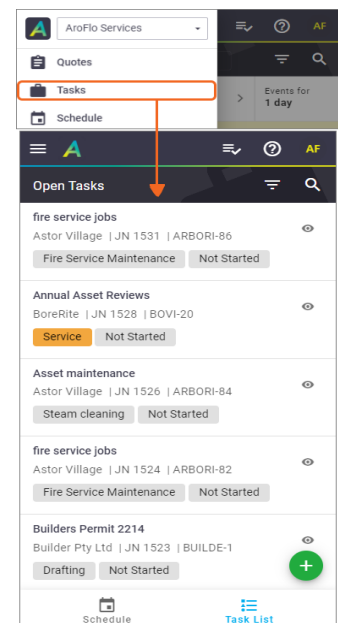 AroFlo Services
AF
Quotes
Tasks
Events for
1 day
Schedule
AF
Open Tasks
fire service jobs
Astor Village | JN 1531 | ARBORI-86
Fire Service Maintenance Not Started
Annual Asset Reviews
BoreRite | JN 1528 | BOVI-20
Service Not Started
Asset maintenance
Astor Village | JN 1526 | ARBORI-84
Steam cleaning Not Started
fire service jobs
Astor Village | JN 1524 | ARBORI-82
Fire Service Maintenance Not Started
Builders Permit 2214
Builder Pty Ltd | JN 1523 | BUILDE-1
Drafting Not Started
Schedule Task List